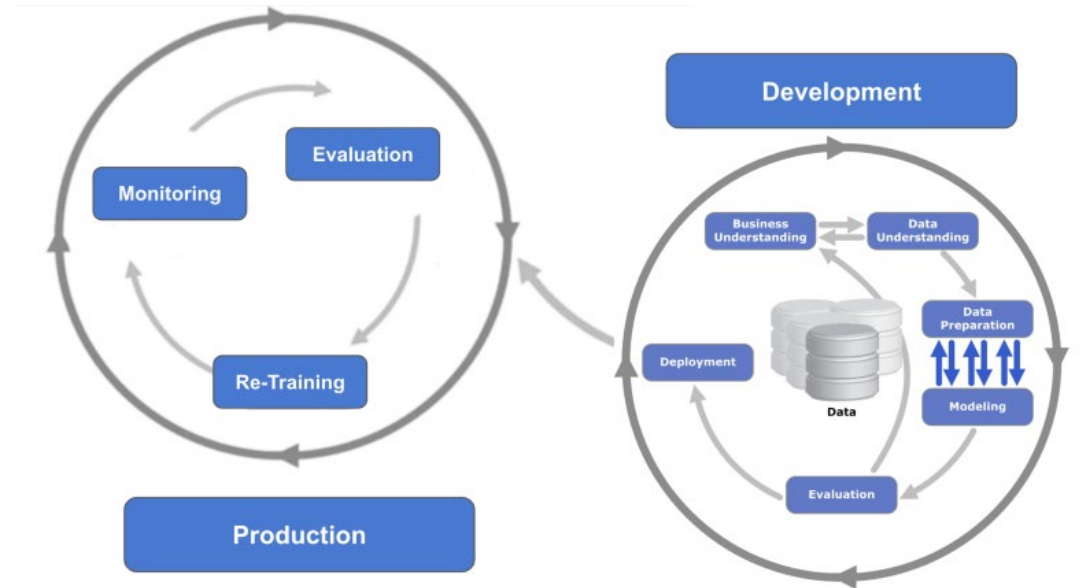 Development
Evaluation
Monitoring
Re-Training
Production
Business
Understanding
Data
Understanding
Data
Preparation
Modeling
Evaluation
Deployment
Data